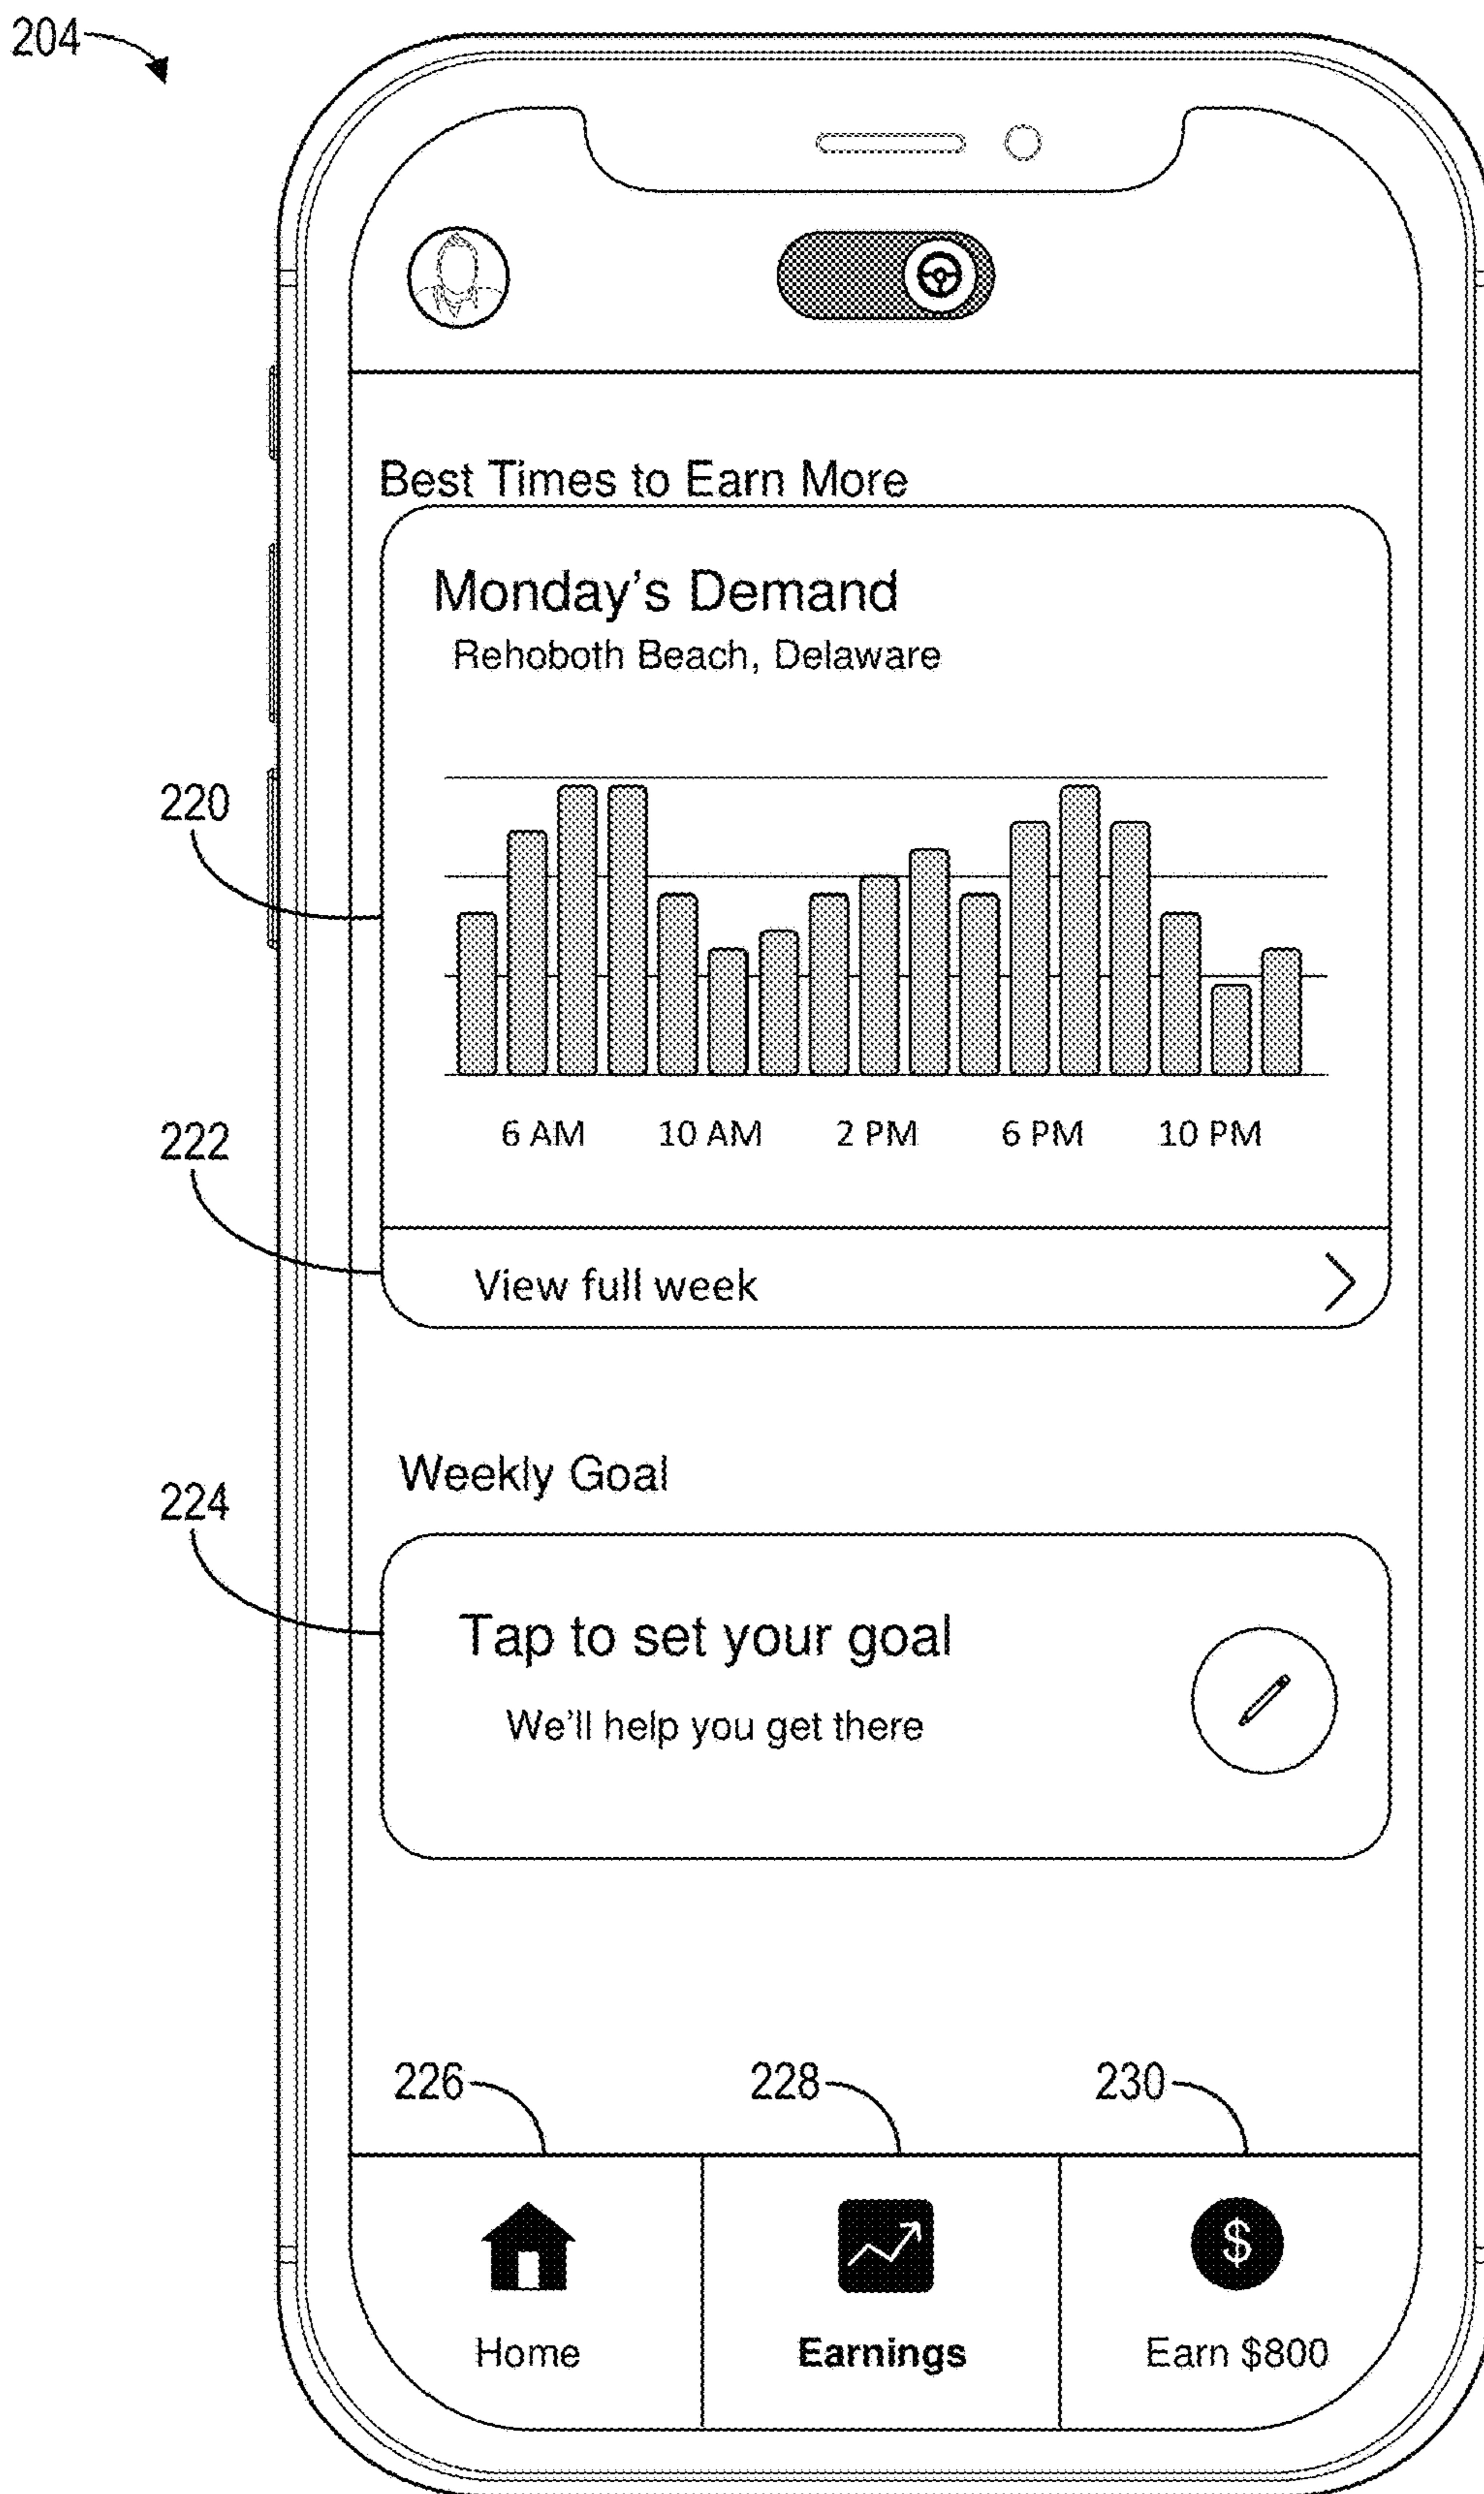 204
Best Times to Earn More
Monday's Demand
Rehoboth Beach, Delaware
220
6 AM 10 AM 2 PM 6 PM 10 PM
222
View full week
Weekly Goal
224
Tap to set your goal
We'll help you get there
226 228 230
$
Home Earnings Earn $800